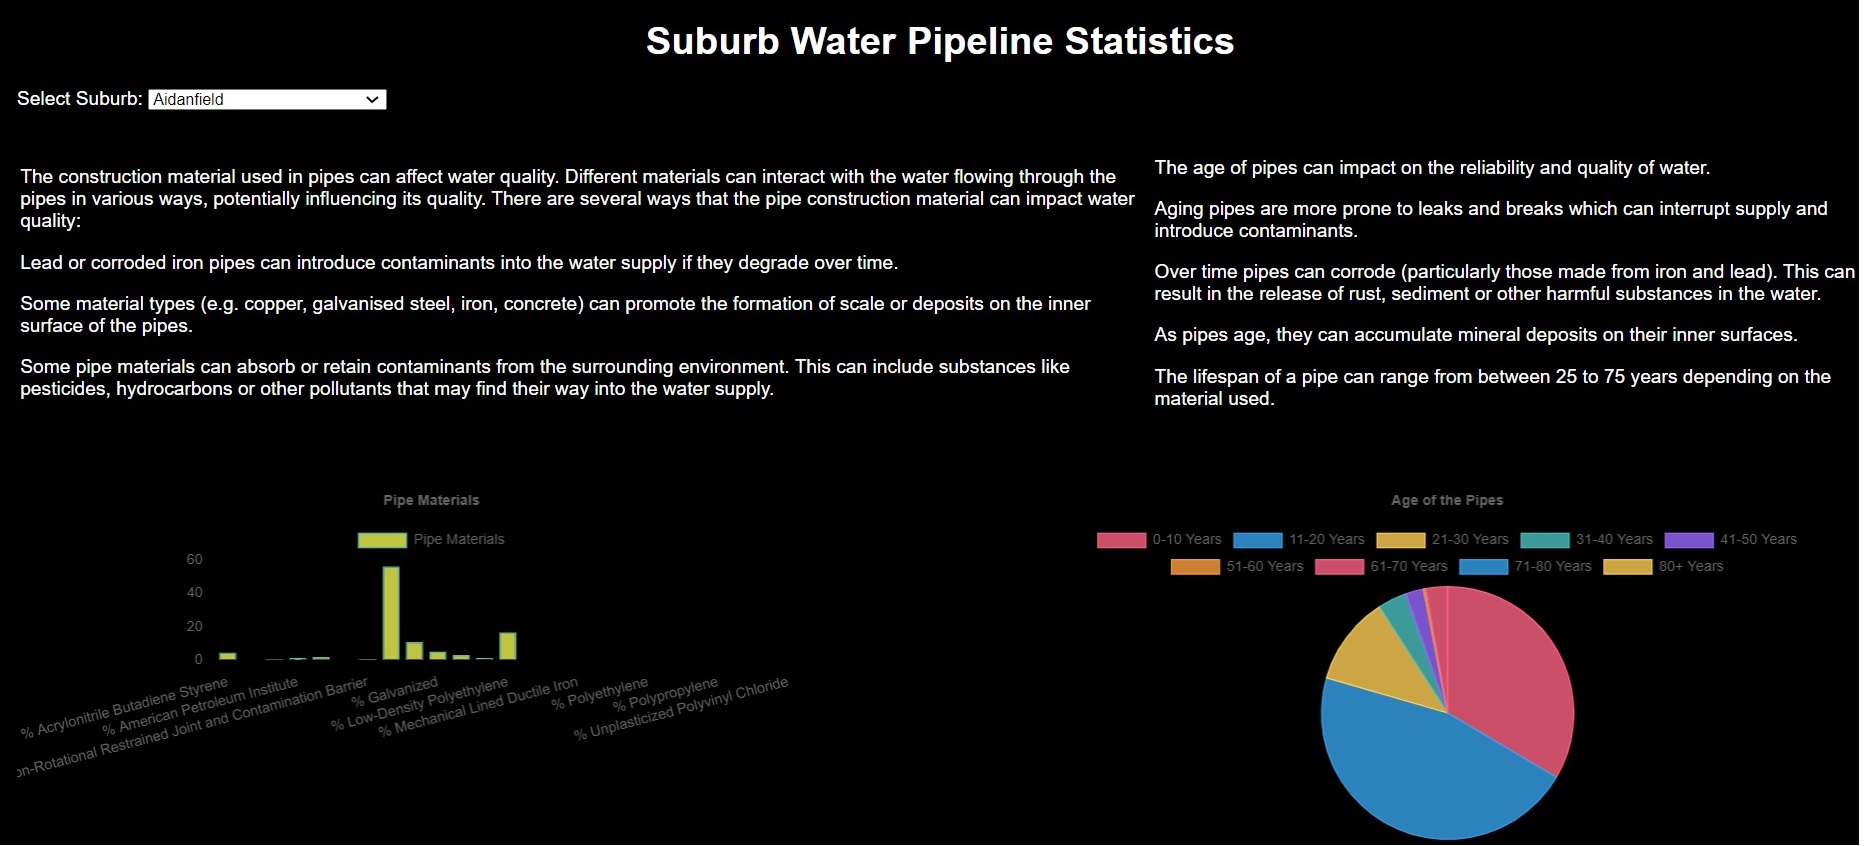 Suburb Water Pipeline Statistics
Select Suburb: Aidanfield
The construction material used in pipes can affect water quality. Different materials can interact with the water flowing through the
pipes in various ways, potentially influencing its quality. There are several ways that the pipe construction material can impact water
quality:
Lead or corroded iron pipes can introduce contaminants into the water supply if they degrade over time.
Some material types (e.g. copper, galvanised steel, iron, concrete) can promote the formation of scale or deposits on the inner
surface of the pipes.
Some pipe materials can absorb or retain contaminants from the surrounding environment. This can include substances like
pesticides, hydrocarbons or other pollutants that may find their way into the water supply.
The age of pipes can impact on the reliability and quality of water.
Aging pipes are more prone to leaks and breaks which can interrupt supply and
introduce contaminants.
Over time pipes can corrode (particularly those made from iron and lead). This can
result in the release of rust, sediment or other harmful substances in the water.
As pipes age, they can accumulate mineral deposits on their inner surfaces.
The lifespan of a pipe can range from between 25 to 75 years depending on the
material used.
Pipe Materials
Pipe Materials
60
40
20
0
% Acrylonitrile Butadiene Styrene
% American Petroleum Institute
on-Rotational Restrained Joint and Contamination Barrier
% Galvanized
% Low-Density Polyethylene
% Mechanical Lined Ductile Iron
% Polyethylene
% Polypropylene
% Unplasticized Polyvinyl Chloride
Age of the Pipes
0-10 Years 11-20 Years 21-30 Years 31-40 Years 41-50 Years
51-60 Years 61-70 Years 71-80 Years 80+ Years